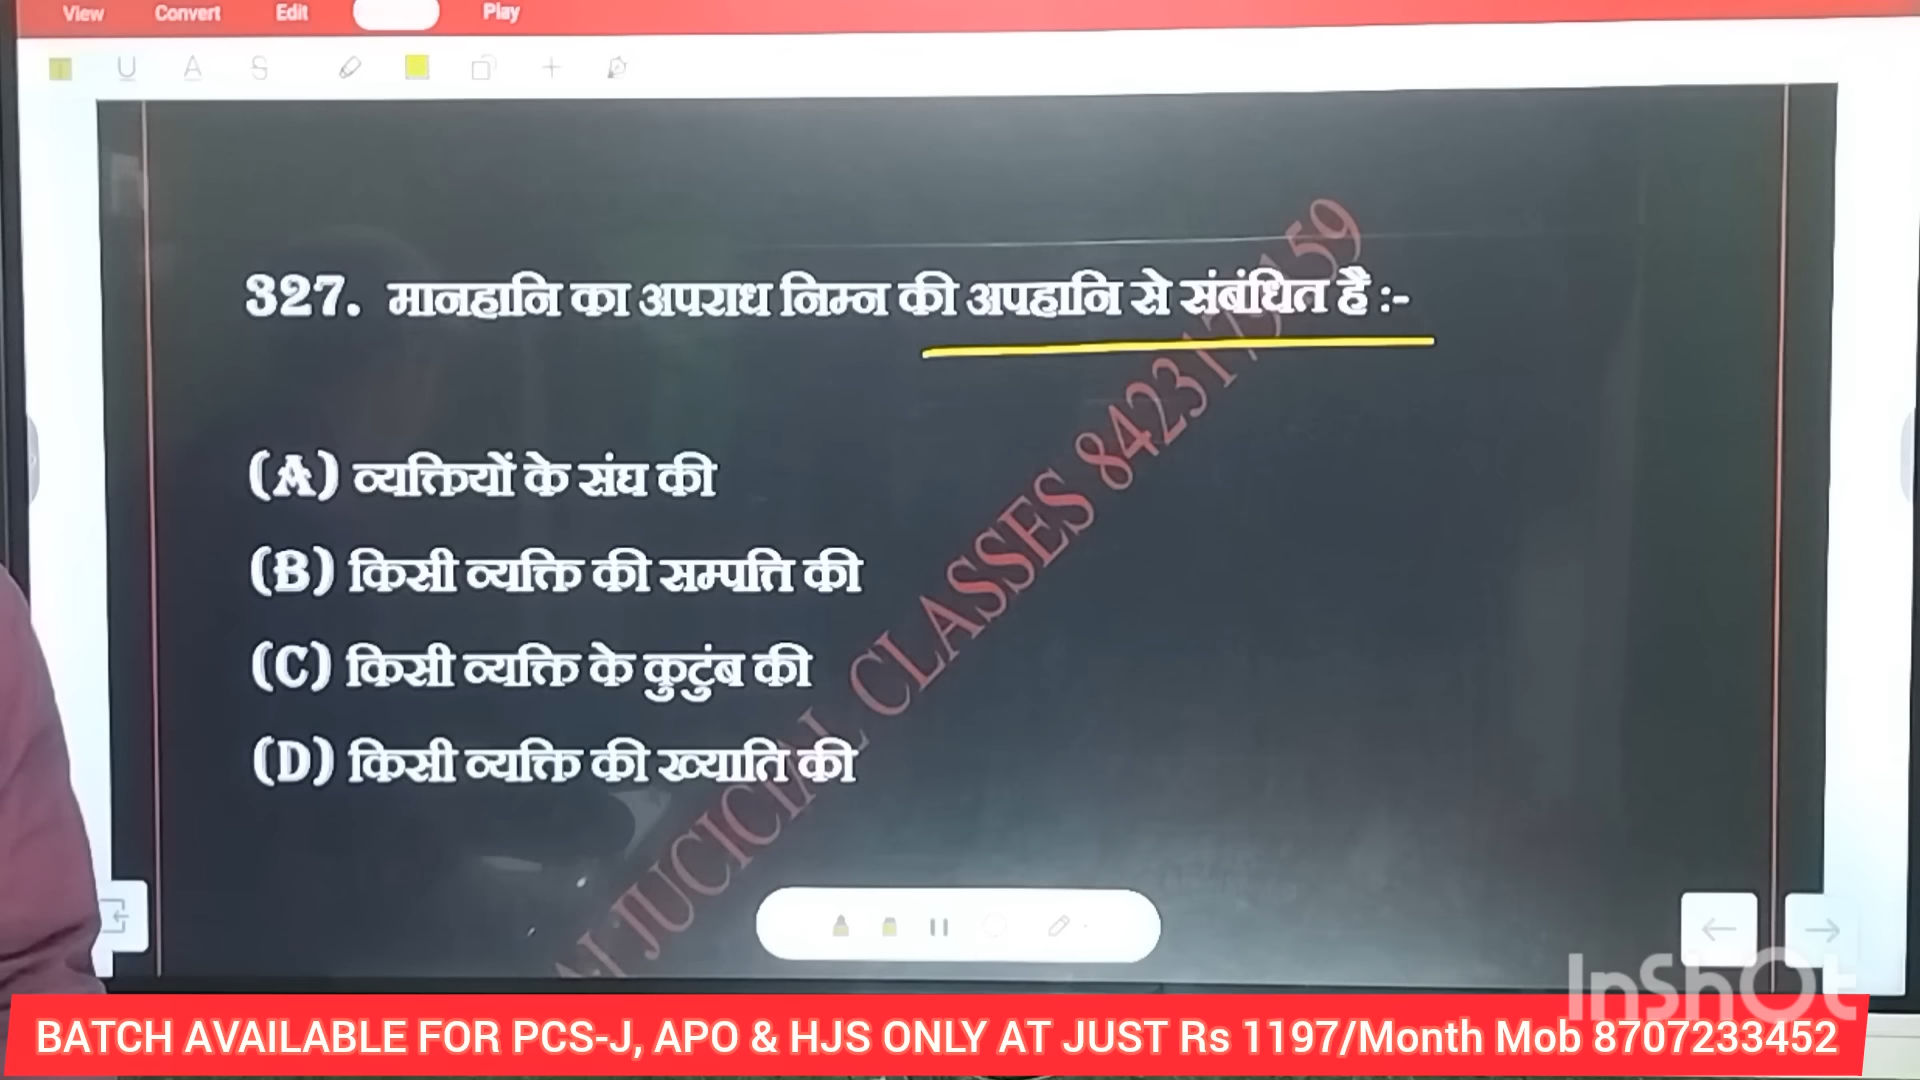 View Convert Edit Play
U A S
327. मानहानि का अपराध निम्न की अपहानि से संबंधित है :-
(A) व्यक्तियों के संघ की
(B) किसी व्यक्ति की सम्पत्ति की
(C) किसी व्यक्ति के कुटुंब की
(D) किसी व्यक्ति की ख्याति की
JUCICIAL CLASSES
InShOt
BATCH AVAILABLE FOR PCS-J, APO & HJS ONLY AT JUST Rs 1197/Month Mob 8707233452